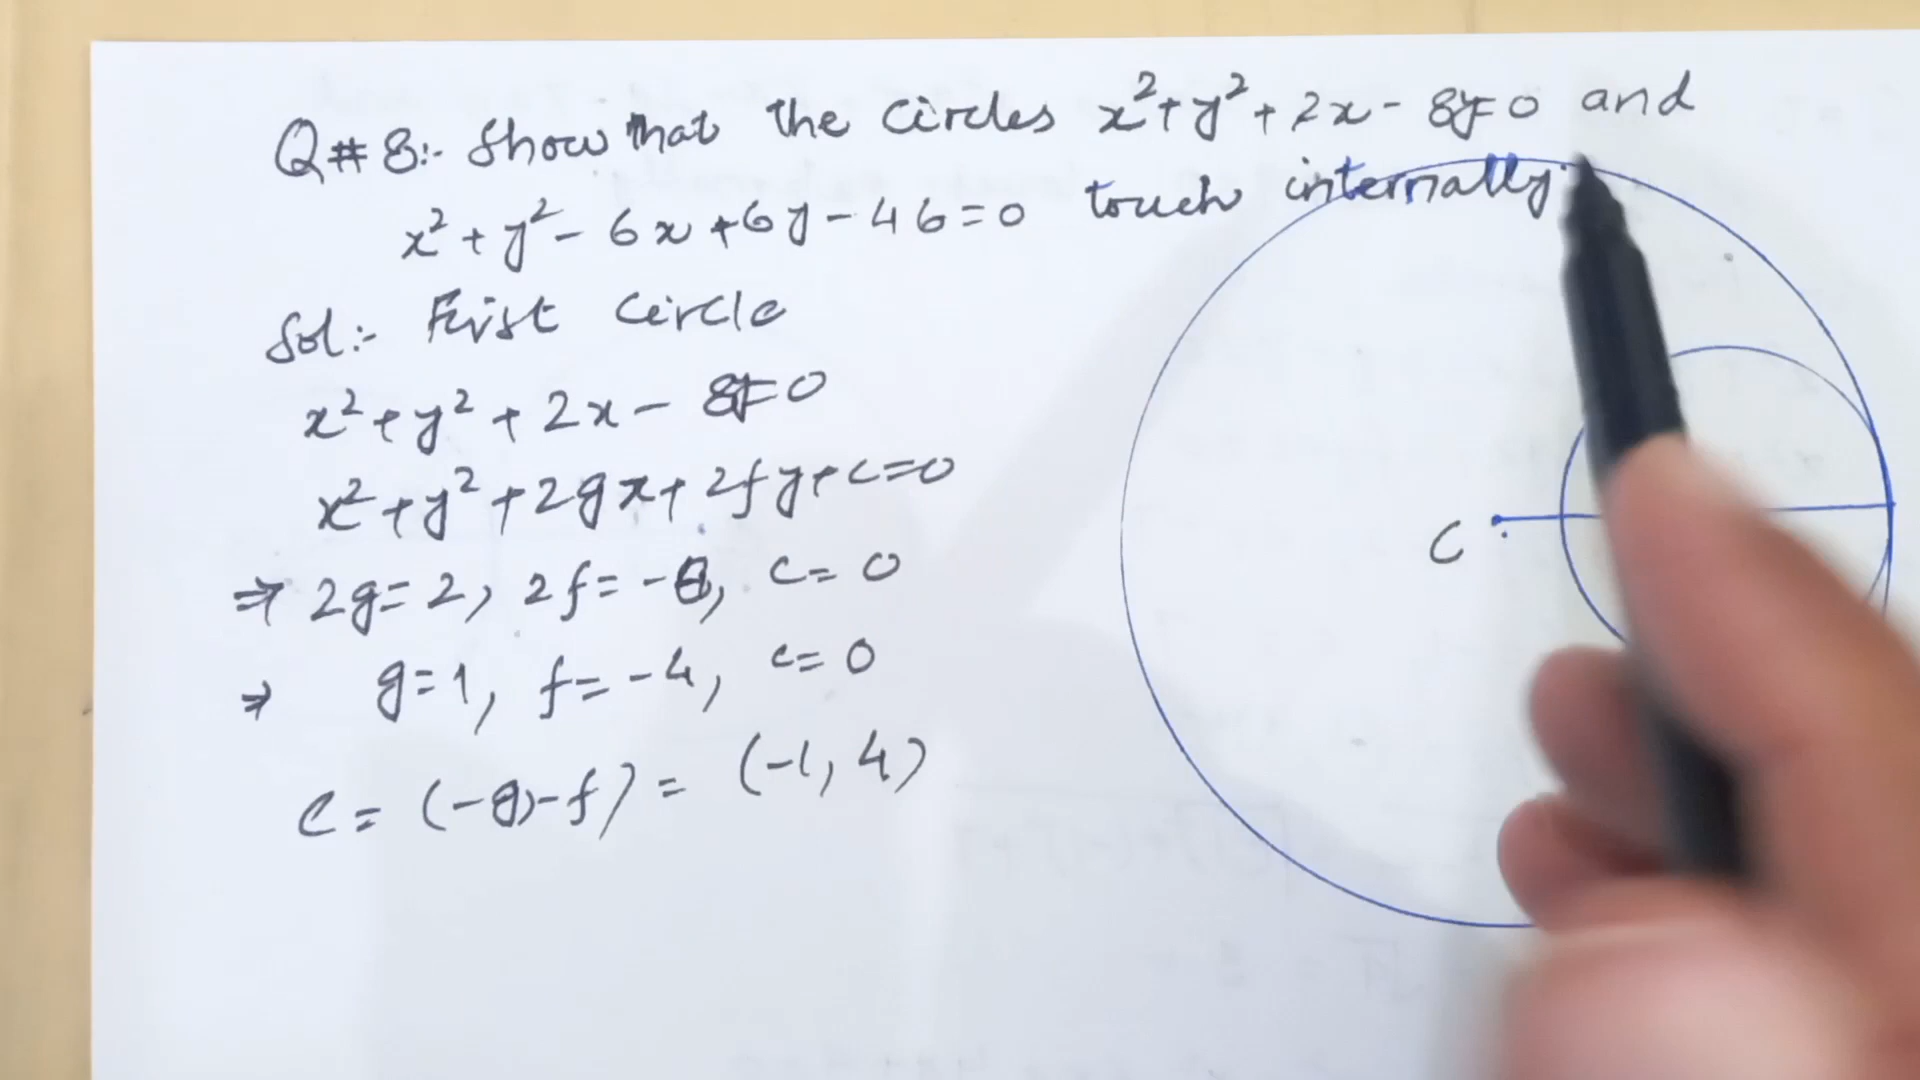 Q#8:- Show that the Circles x²+y²+2x-8y=0 and
x²+y²-6x+6y-46=0 touch internally.
Sol:- First Circle
x²+y²+2x-8y=0
x²+y²+2gx+2fy+c=0
⇒ 2g=2, 2f=-8, c=0
⇒ g=1, f=-4, c=0
C=(-g,-f)=(-1,4)
C